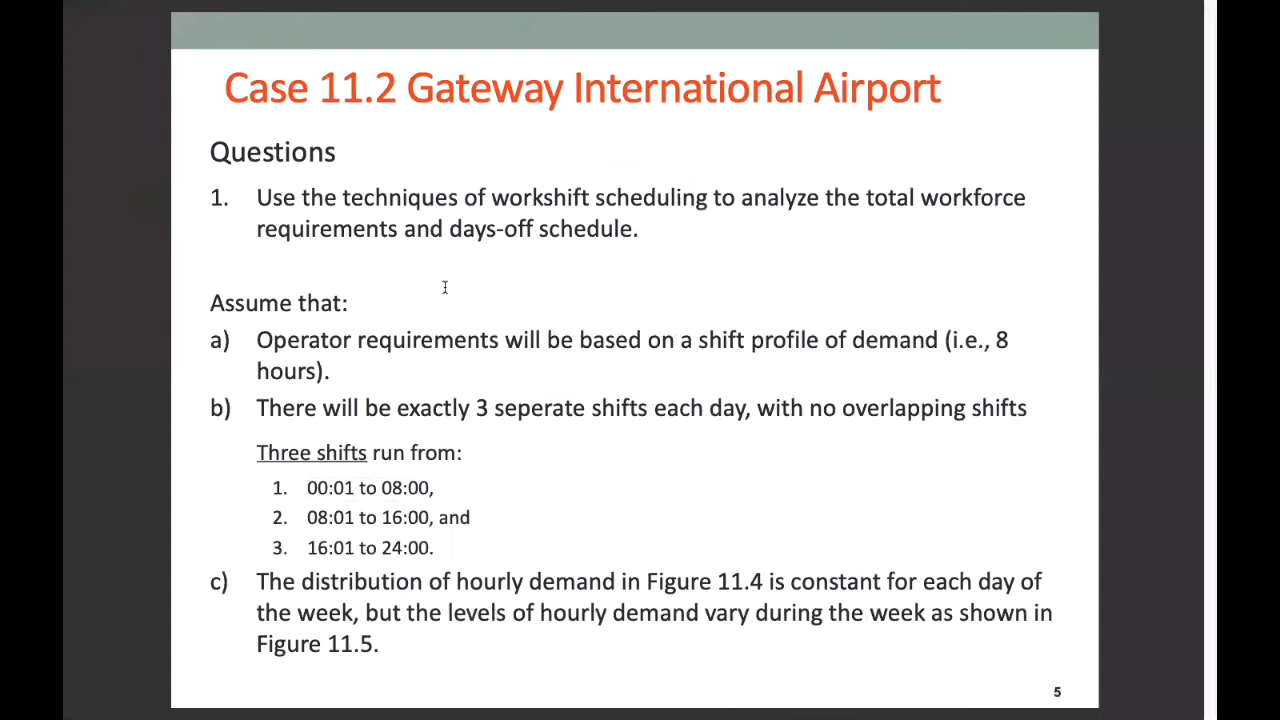 Case 11.2 Gateway International Airport
Questions
1. Use the techniques of workshift scheduling to analyze the total workforce
requirements and days-off schedule.
Assume that:
a) Operator requirements will be based on a shift profile of demand (i.e., 8
hours).
b) There will be exactly 3 seperate shifts each day, with no overlapping shifts
Three shifts run from:
1. 00:01 to 08:00,
2. 08:01 to 16:00, and
3. 16:01 to 24:00.
c) The distribution of hourly demand in Figure 11.4 is constant for each day of
the week, but the levels of hourly demand vary during the week as shown in
Figure 11.5.
5